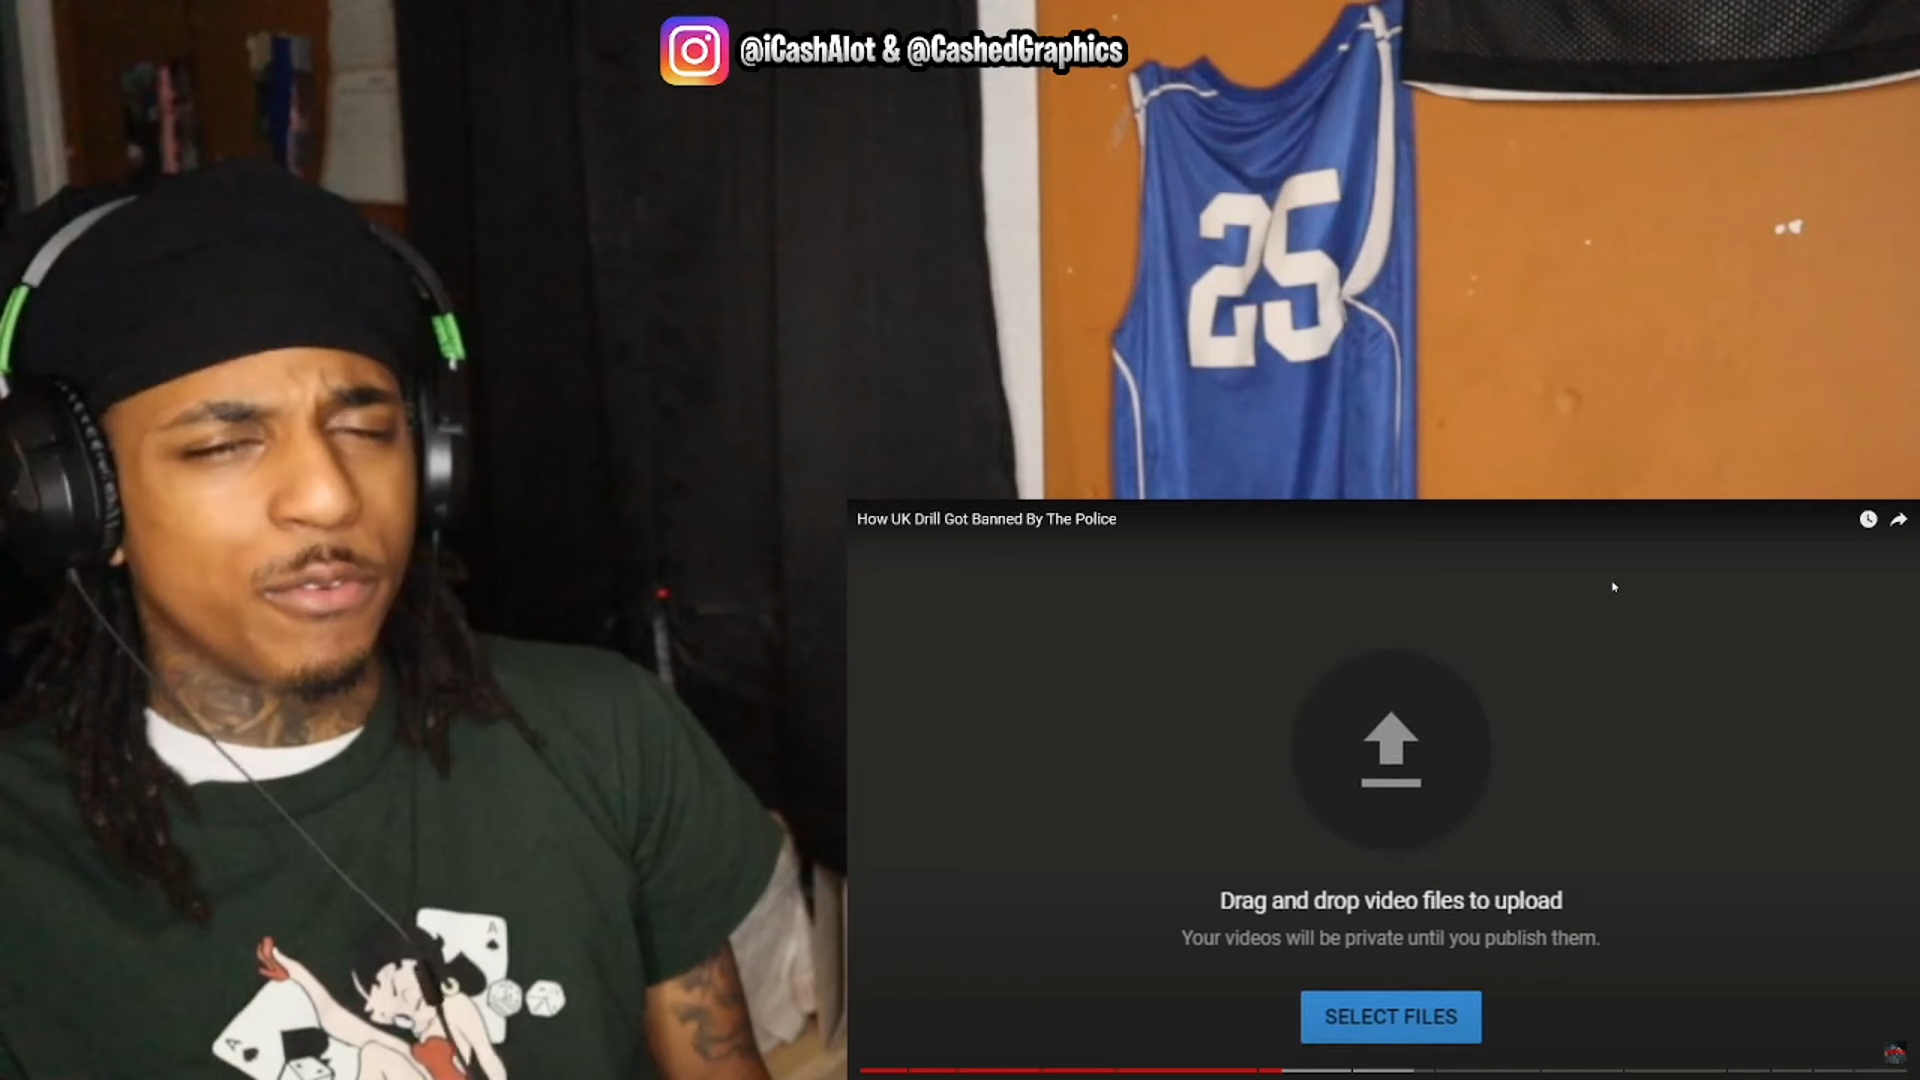 @iCashAlot & @CashedGraphics
25
How UK Drill Got Banned By The Police
Drag and drop video files to upload
Your videos will be private until you publish them.
SELECT FILES
A
A